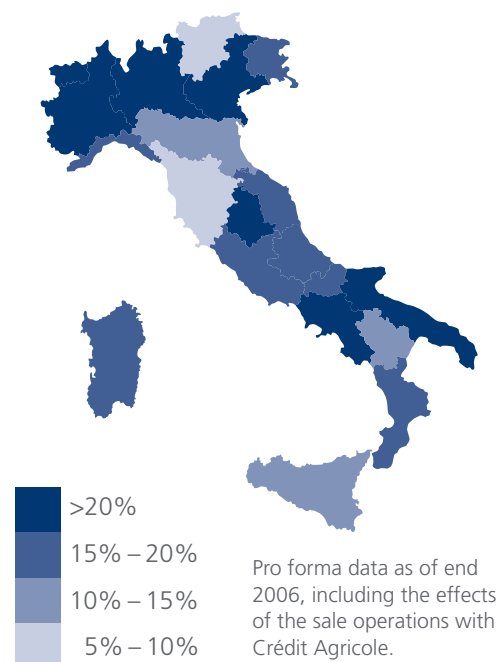 >20%
15% – 20%
10% – 15%
5% – 10%
Pro forma data as of end
2006, including the effects
of the sale operations with
Crédit Agricole.